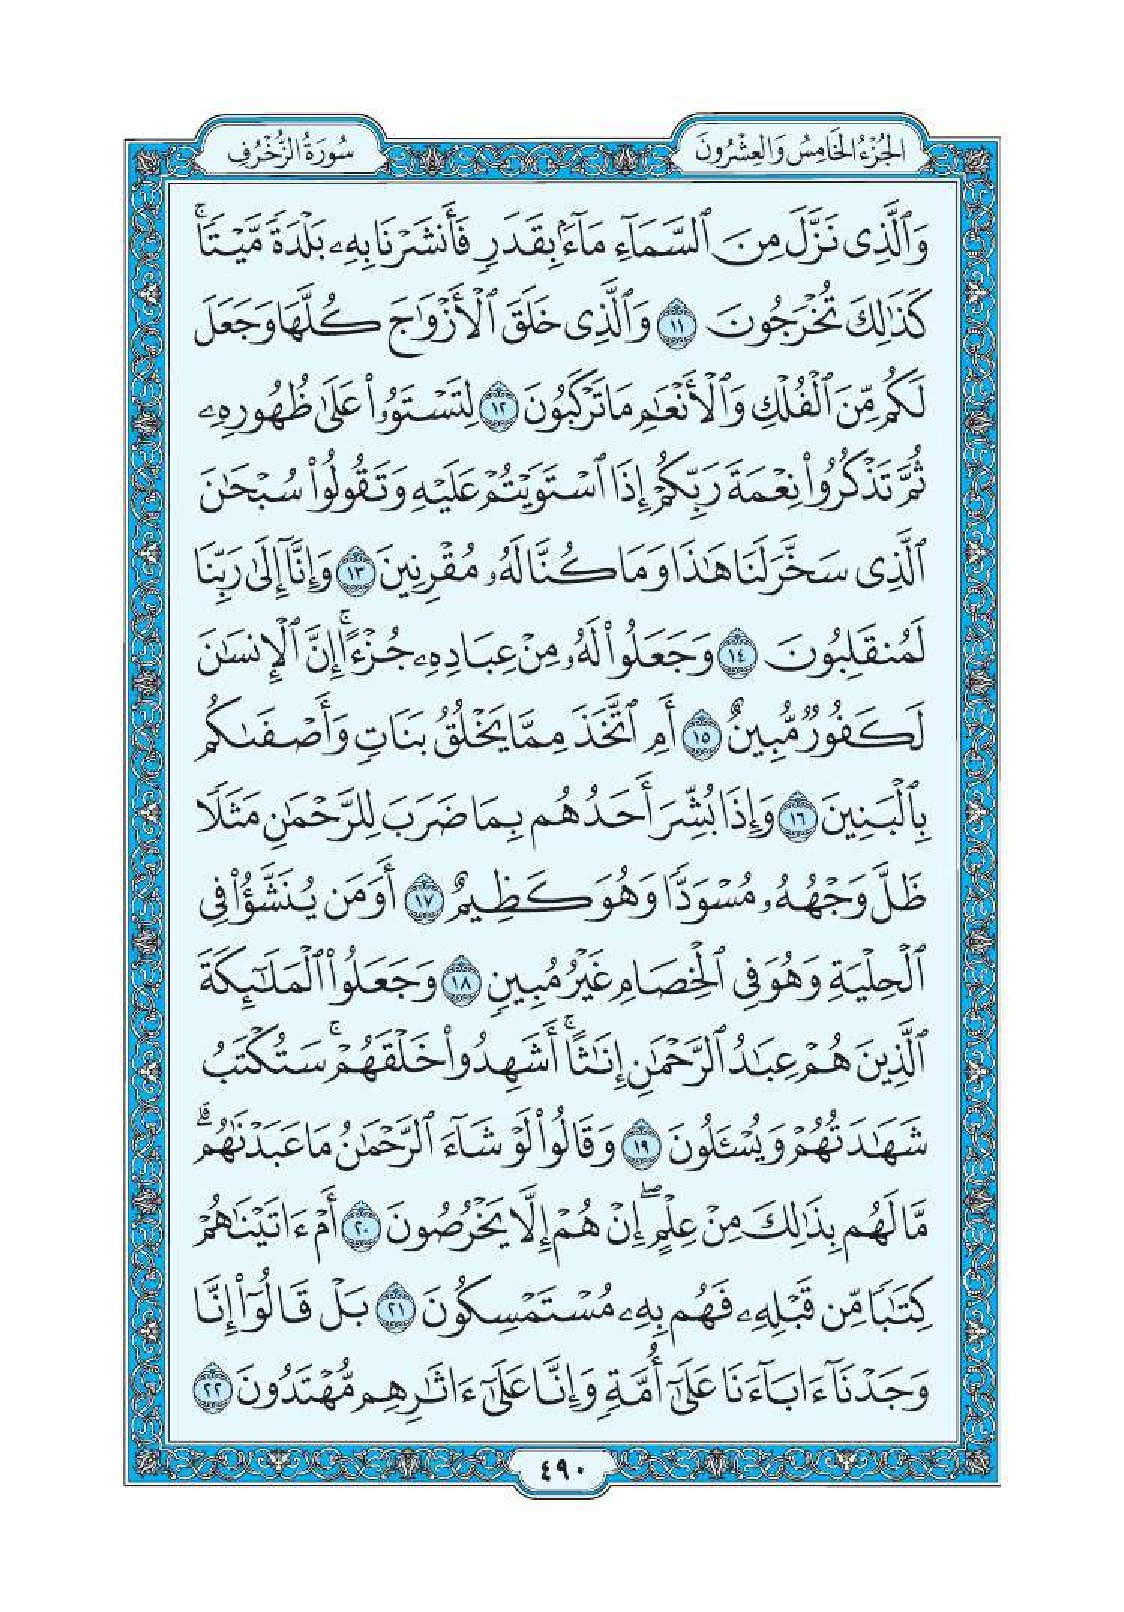 الجُزْءُ الخَامِسُ وَالعِشْرُونَ
سُورَةُ الزُّخْرُفِ
وَٱلَّذِى نَزَّلَ مِنَ ٱلسَّمَآءِ مَآءًۢ بِقَدَرٍ فَأَنشَرْنَا بِهِۦ بَلْدَةً مَّيْتًاۚ
كَذَٰلِكَ تُخْرَجُونَ ١١ وَٱلَّذِى خَلَقَ ٱلْأَزْوَٰجَ كُلَّهَا وَجَعَلَ
لَكُم مِّنَ ٱلْفُلْكِ وَٱلْأَنْعَٰمِ مَا تَرْكَبُونَ ١٢ لِتَسْتَوُۥا۟ عَلَىٰ ظُهُورِهِۦ
ثُمَّ تَذْكُرُوا۟ نِعْمَةَ رَبِّكُمْ إِذَا ٱسْتَوَيْتُمْ عَلَيْهِ وَتَقُولُوا۟ سُبْحَٰنَ
ٱلَّذِى سَخَّرَ لَنَا هَٰذَا وَمَا كُنَّا لَهُۥ مُقْرِنِينَ ١٣ وَإِنَّآ إِلَىٰ رَبِّنَا
لَمُنقَلِبُونَ ١٤ وَجَعَلُوا۟ لَهُۥ مِنْ عِبَادِهِۦ جُزْءًاۚ إِنَّ ٱلْإِنسَٰنَ
لَكَفُورٌ مُّبِينٌ ١٥ أَمِ ٱتَّخَذَ مِمَّا يَخْلُقُ بَنَاتٍ وَأَصْفَىٰكُم
بِٱلْبَنِينَ ١٦ وَإِذَا بُشِّرَ أَحَدُهُم بِمَا ضَرَبَ لِلرَّحْمَٰنِ مَثَلًا
ظَلَّ وَجْهُهُۥ مُسْوَدًّا وَهُوَ كَظِيمٌ ١٧ أَوَمَن يُنَشَّؤُا۟ فِى
ٱلْحِلْيَةِ وَهُوَ فِى ٱلْخِصَامِ غَيْرُ مُبِينٍ ١٨ وَجَعَلُوا۟ ٱلْمَلَٰٓئِكَةَ
ٱلَّذِينَ هُمْ عِبَٰدُ ٱلرَّحْمَٰنِ إِنَٰثًاۚ أَشَهِدُوا۟ خَلْقَهُمْۚ سَتُكْتَبُ
شَهَٰدَتُهُمْ وَيُسْـَٔلُونَ ١٩ وَقَالُوا۟ لَوْ شَآءَ ٱلرَّحْمَٰنُ مَا عَبَدْنَٰهُمۗ
مَّا لَهُم بِذَٰلِكَ مِنْ عِلْمٍۖ إِنْ هُمْ إِلَّا يَخْرُصُونَ ٢٠ أَمْ ءَاتَيْنَٰهُمْ
كِتَٰبًا مِّن قَبْلِهِۦ فَهُم بِهِۦ مُسْتَمْسِكُونَ ٢١ بَلْ قَالُوٓا۟ إِنَّا
وَجَدْنَآ ءَابَآءَنَا عَلَىٰٓ أُمَّةٍ وَإِنَّا عَلَىٰٓ ءَاثَٰرِهِم مُّهْتَدُونَ ٢٢
٤٩٠